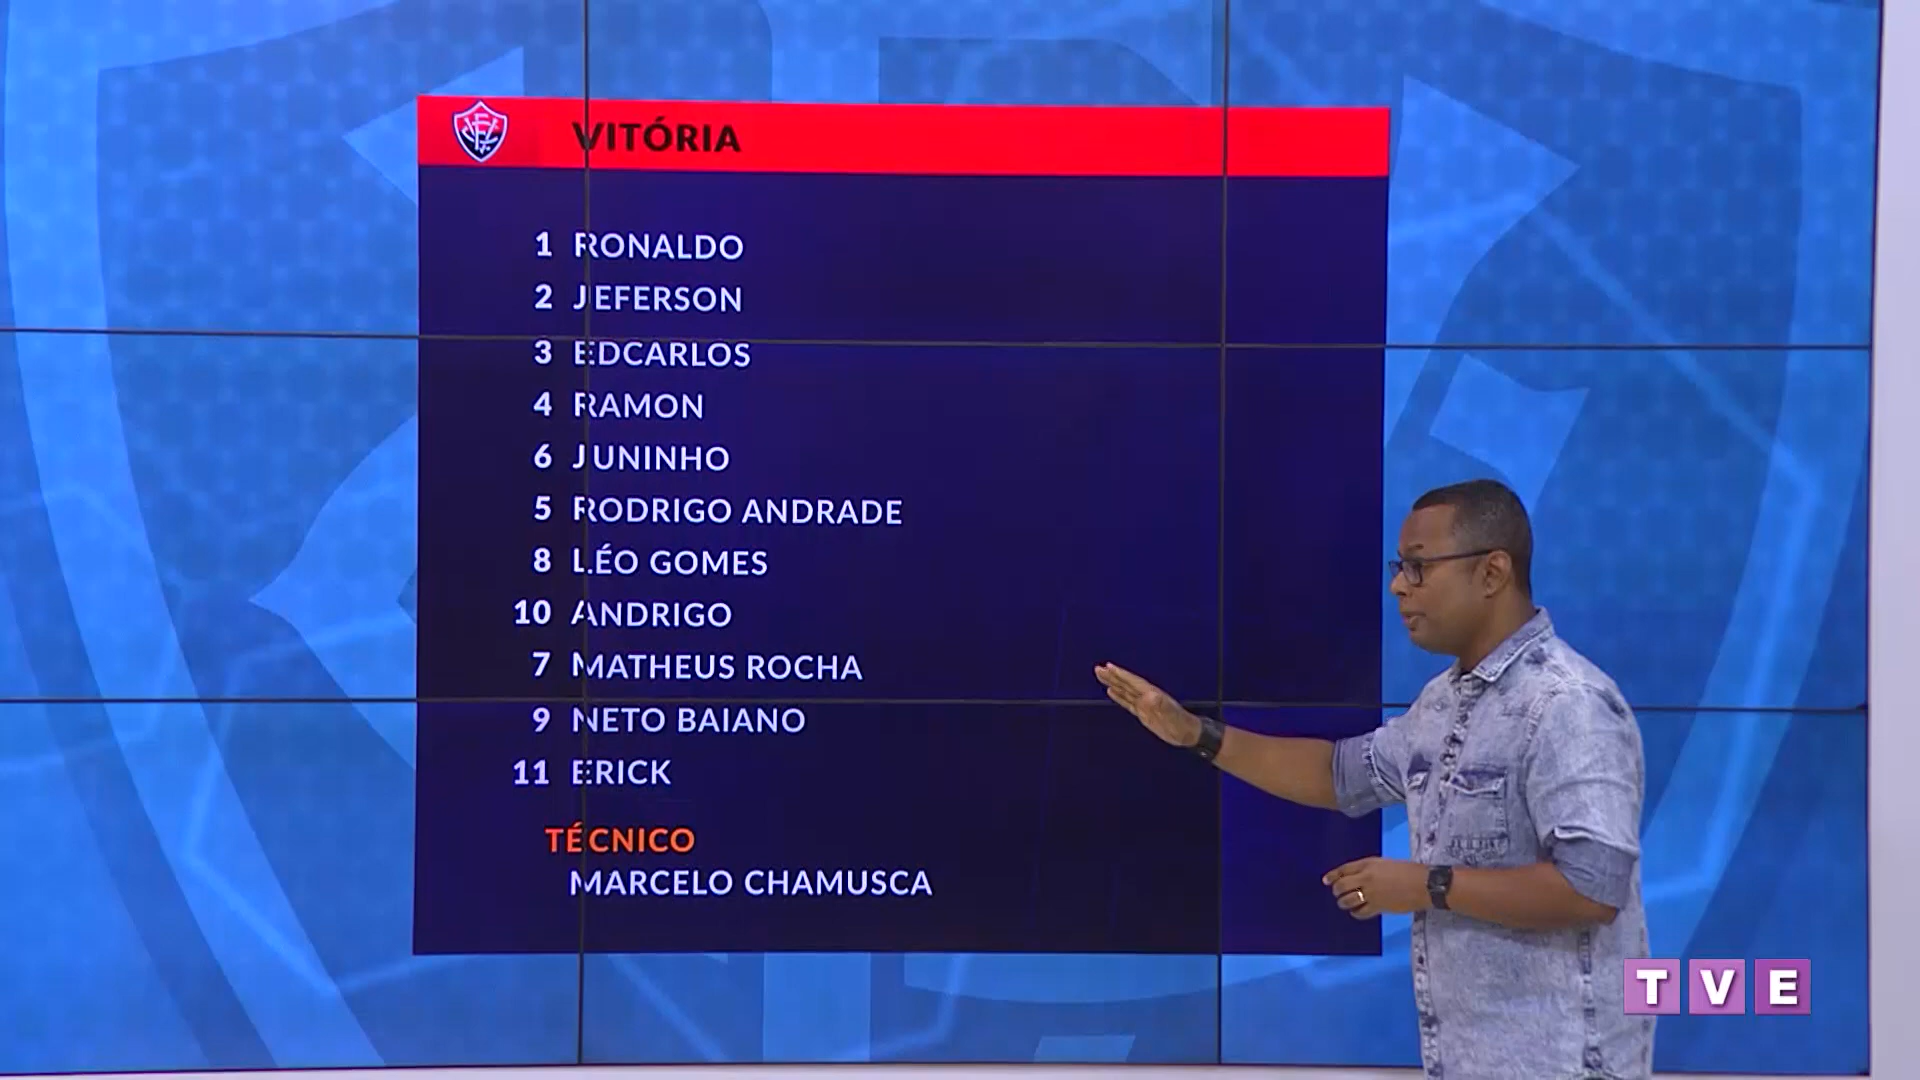 VITÓRIA
1 RONALDO
2 JEFERSON
3 EDCARLOS
4 RAMON
6 JUNINHO
5 RODRIGO ANDRADE
8 LÉO GOMES
10 ANDRIGO
7 MATHEUS ROCHA
9 NETO BAIANO
11 ERICK
TÉCNICO
MARCELO CHAMUSCA
TVE